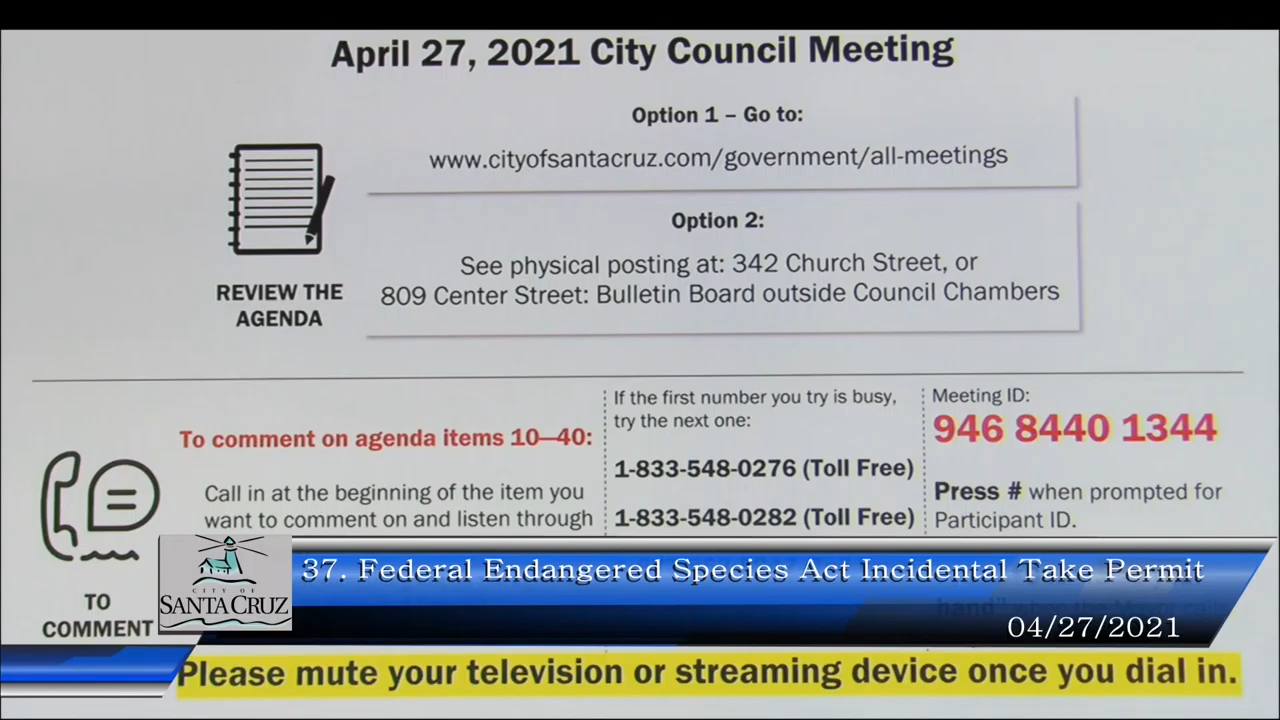 April 27, 2021 City Council Meeting
Option 1 – Go to:
www.cityofsantacruz.com/government/all-meetings
REVIEW THE
AGENDA
Option 2:
See physical posting at: 342 Church Street, or
809 Center Street: Bulletin Board outside Council Chambers
TO
COMMENT
To comment on agenda items 10—40:
Call in at the beginning of the item you
want to comment on and listen through
If the first number you try is busy,
try the next one:
1-833-548-0276 (Toll Free)
1-833-548-0282 (Toll Free)
Meeting ID:
946 8440 1344
Press # when prompted for
Participant ID.
hand" when the Mayor call
CITY OF
SANTA CRUZ
37. Federal Endangered Species Act Incidental Take Permit
04/27/2021
Please mute your television or streaming device once you dial in.